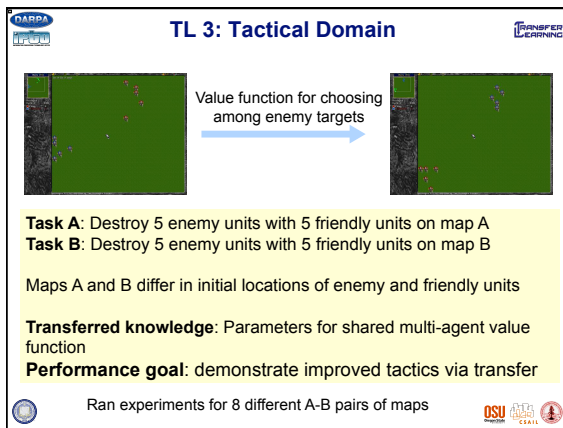 DARPA
TL 3: Tactical Domain
TRANSFER
LEARNING
IPTO
Value function for choosing
among enemy targets
Task A: Destroy 5 enemy units with 5 friendly units on map A
Task B: Destroy 5 enemy units with 5 friendly units on map B
Maps A and B differ in initial locations of enemy and friendly units
Transferred knowledge: Parameters for shared multi-agent value
function
Performance goal: demonstrate improved tactics via transfer
Ran experiments for 8 different A-B pairs of maps
OSU
Oregon State
CSAIL